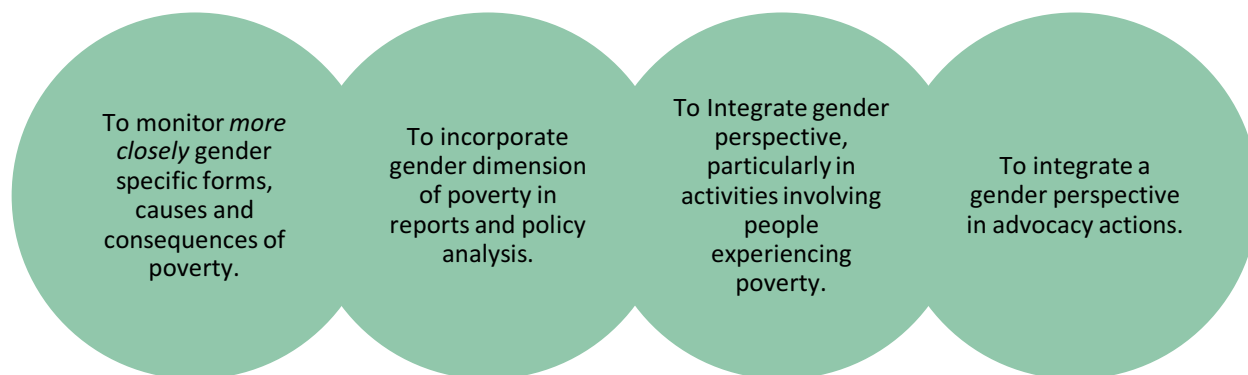 To monitor more
closely gender
specific forms,
causes and
consequences of
poverty.
To incorporate
gender dimension
of poverty in
reports and policy
analysis.
To Integrate gender
perspective,
particularly in
activities involving
people
experiencing
poverty.
To integrate a
gender perspective
in advocacy actions.